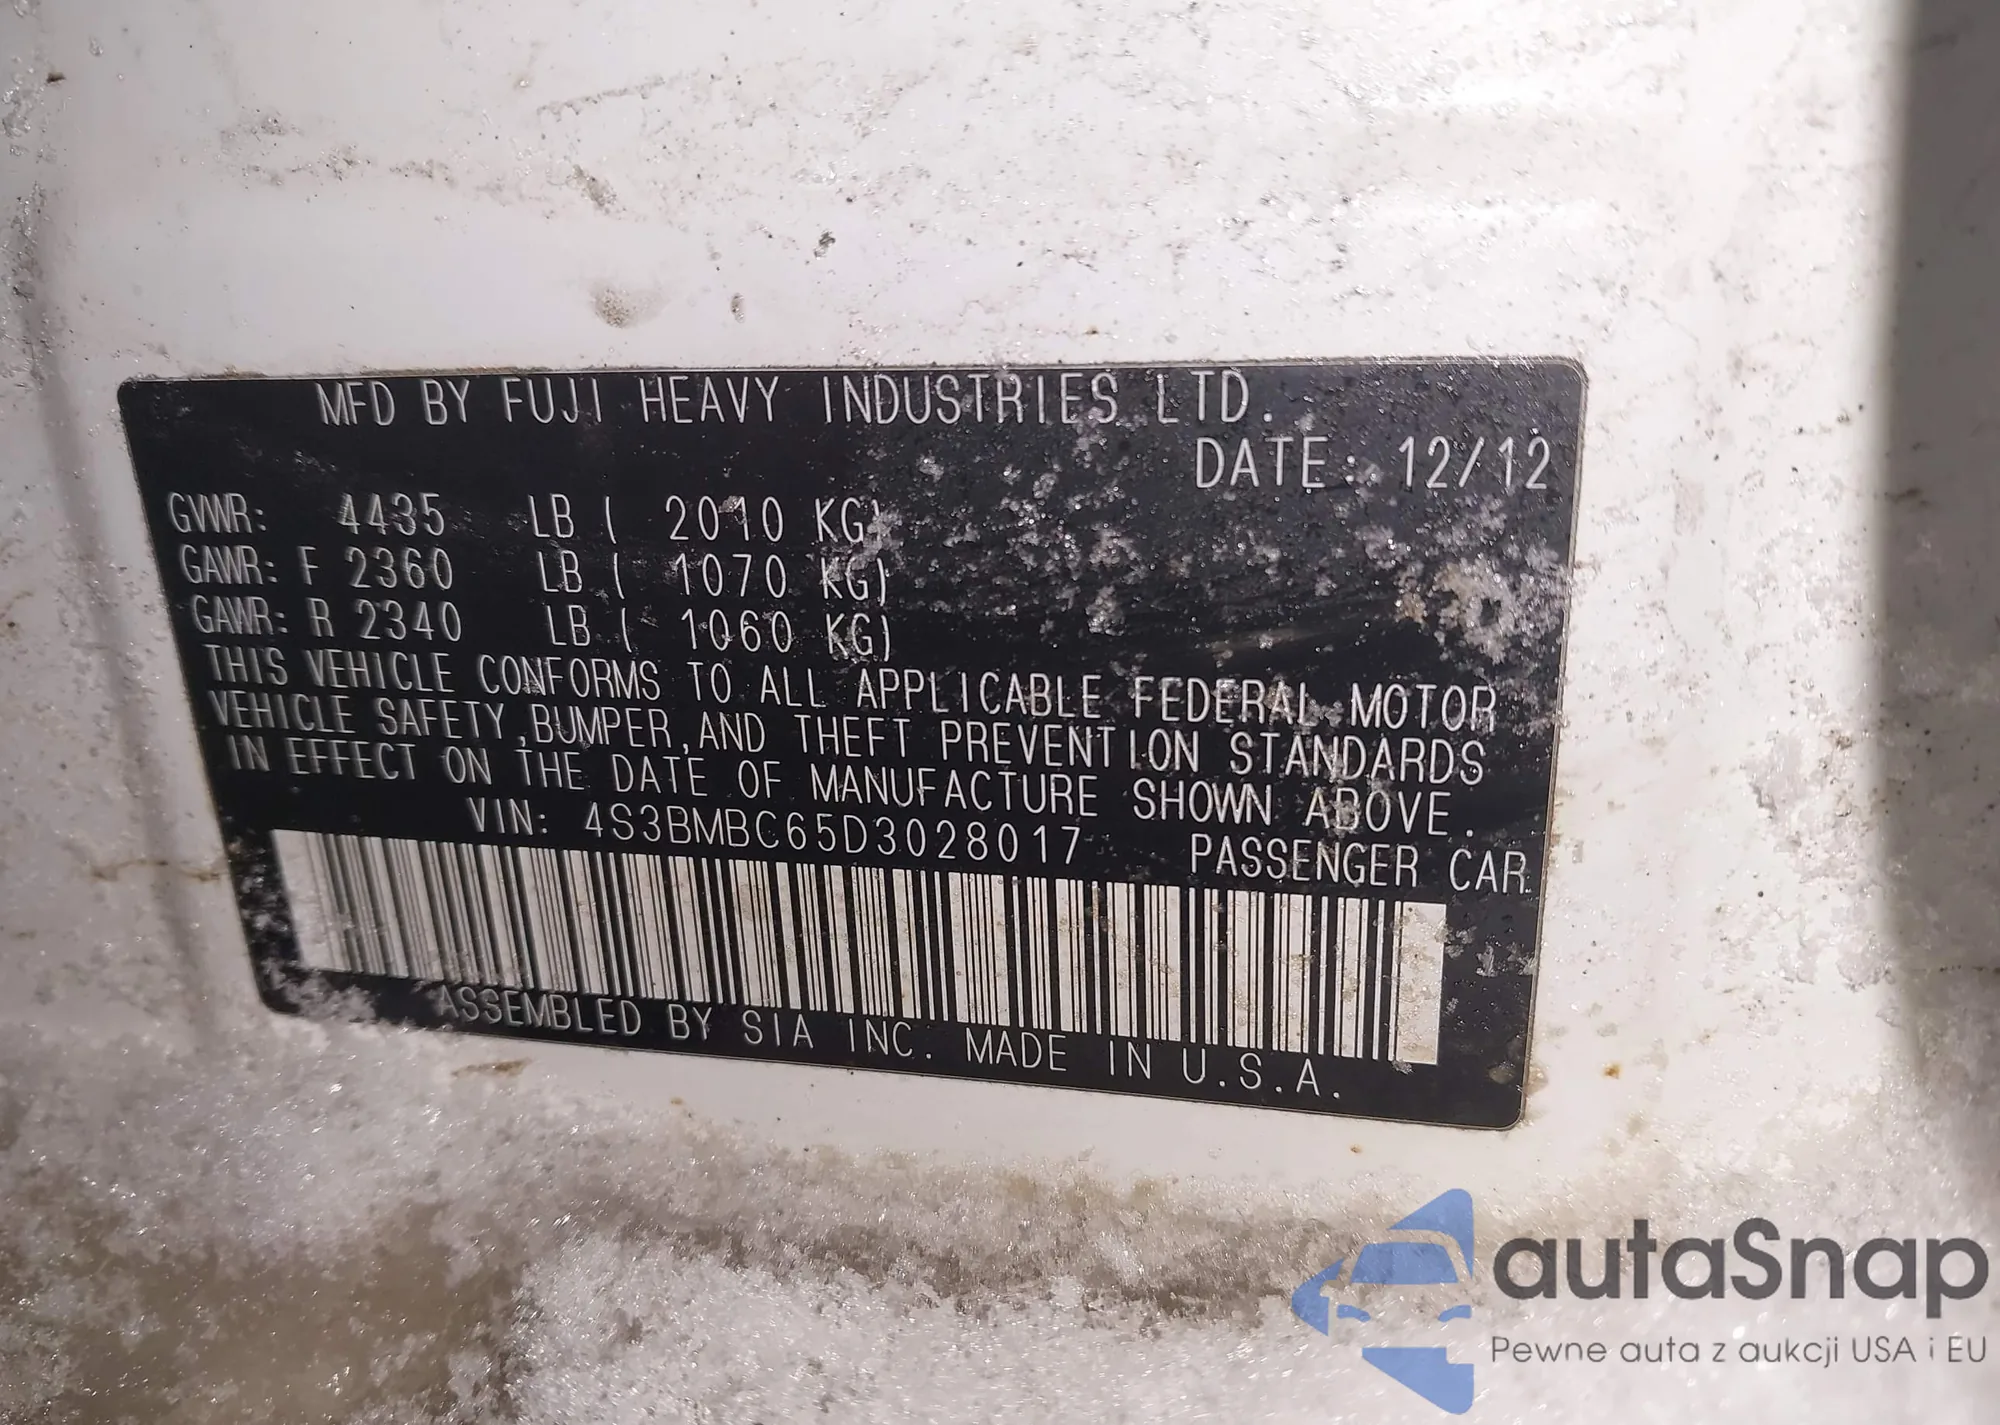 MFD BY FUJI HEAVY INDUSTRIES LTD.
DATE: 12/12
GVWR: 4435 LB ( 2010 KG)
GAWR: F 2360 LB ( 1070 KG)
GAWR: R 2340 LB ( 1060 KG)
THIS VEHICLE CONFORMS TO ALL APPLICABLE FEDERAL MOTOR
VEHICLE SAFETY, BUMPER, AND THEFT PREVENTION STANDARDS
IN EFFECT ON THE DATE OF MANUFACTURE SHOWN ABOVE.
VIN: 4S3BMBC65D3028017 PASSENGER CAR
ASSEMBLED BY SIA INC. MADE IN U.S.A.
autaSnap
Pewne auta z aukcji USA i EU